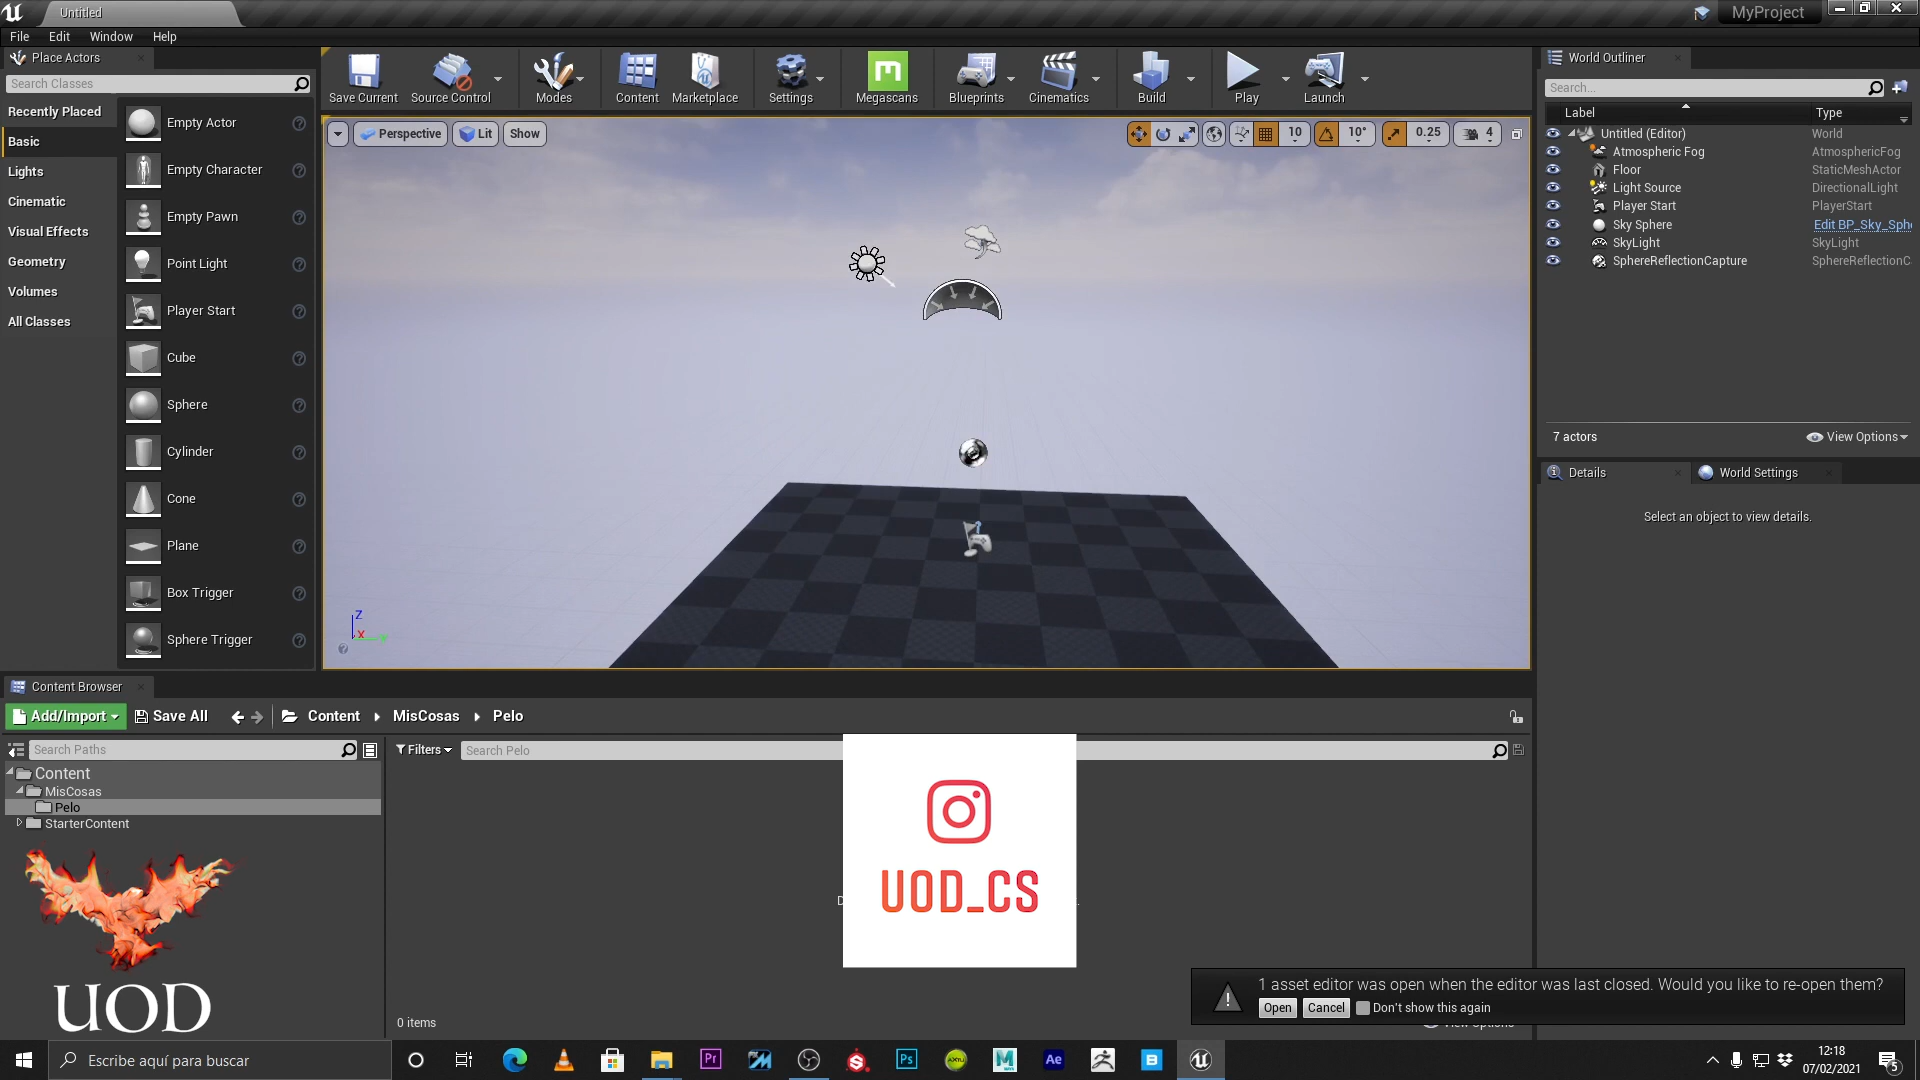 Untitled
MyProject
File Edit Window Help
Place Actors
Search Classes
Recently Placed
Basic
Lights
Cinematic
Visual Effects
Geometry
Volumes
All Classes
Empty Actor
Empty Character
Empty Pawn
Point Light
Player Start
Cube
Sphere
Cylinder
Cone
Plane
Box Trigger
Sphere Trigger
Save Current
Source Control
Modes
Content
Marketplace
Settings
Megascans
Blueprints
Cinematics
Build
Play
Launch
Perspective
Lit
Show
10
10°
0.25
4
Z
X
Y
World Outliner
Search...
Label Type
Untitled (Editor) World
Atmospheric Fog AtmosphericFog
Floor StaticMeshActor
Light Source DirectionalLight
Player Start PlayerStart
Sky Sphere Edit BP_Sky_Sph
SkyLight SkyLight
SphereReflectionCapture SphereReflectionC
7 actors
View Options
Details
World Settings
Select an object to view details.
Content Browser
Add/Import
Save All
Content MisCosas Pelo
Search Paths
Filters
Search Pelo
Content
MisCosas
Pelo
StarterContent
UOD
UOD_CS
0 items
1 asset editor was open when the editor was last closed. Would you like to re-open them?
Open
Cancel
Don't show this again
Escribe aquí para buscar
Pr
Ps
M
Ae
B
12:18
07/02/2021
5